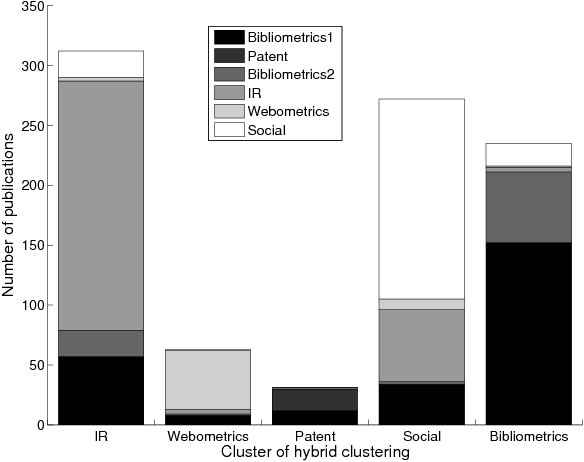 350
300
250
200
150
100
50
0
Number of publications
Bibliometrics1
Patent
Bibliometrics2
IR
Webometrics
Social
IR Webometrics Patent Social Bibliometrics
Cluster of hybrid clustering